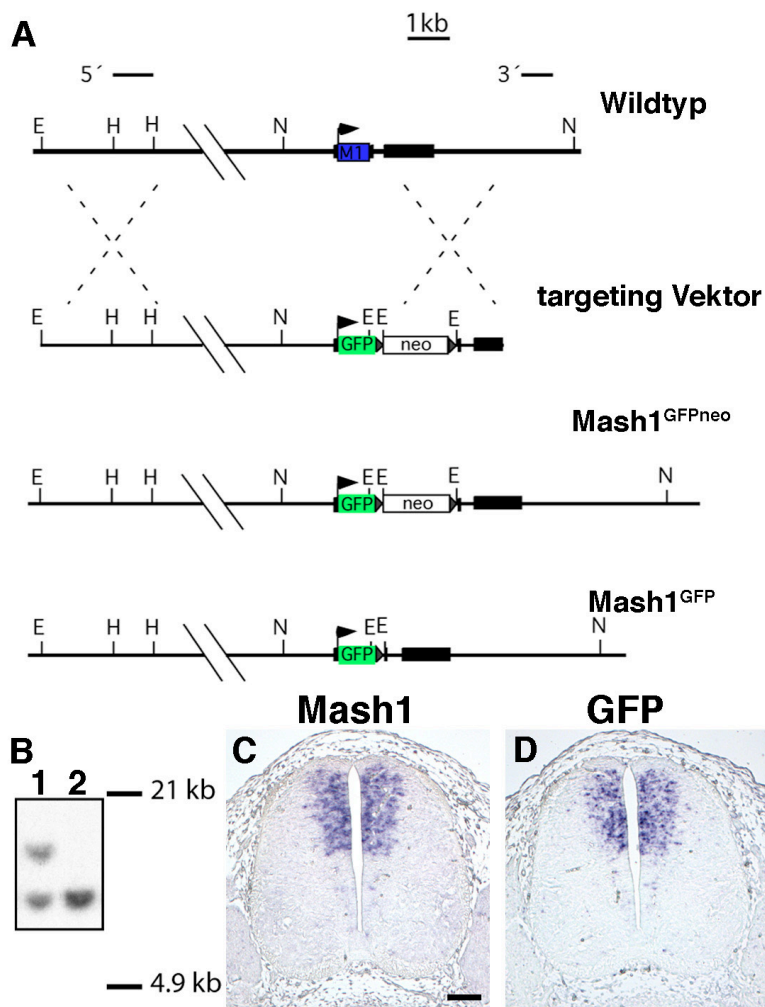 A
1kb
5´ 3´
Wildtyp
E H H N N
M1
targeting Vektor
E H H N E E E
GFP neo
Mash1GFPneo
E H H N E E E N
GFP neo
Mash1GFP
E H H N E E N
GFP
Mash1 GFP
B C D
1 2
21 kb
4.9 kb